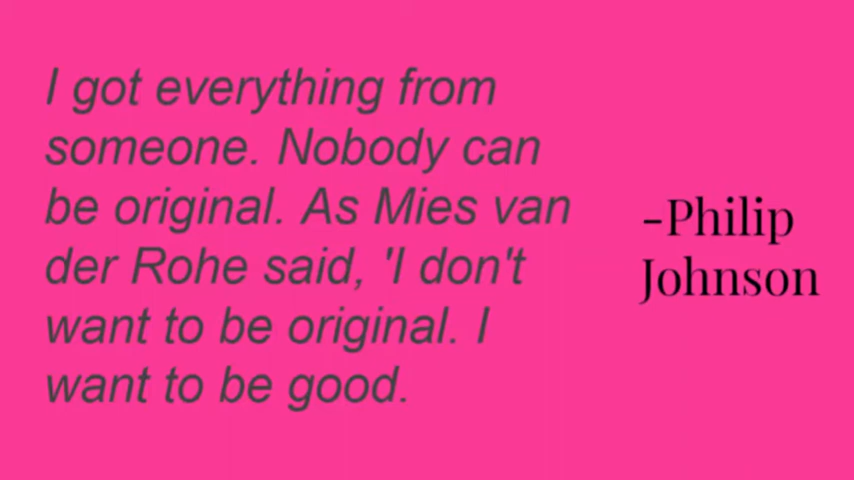 I got everything from
someone. Nobody can
be original. As Mies van
der Rohe said, 'I don't
want to be original. I
want to be good.
-Philip
Johnson